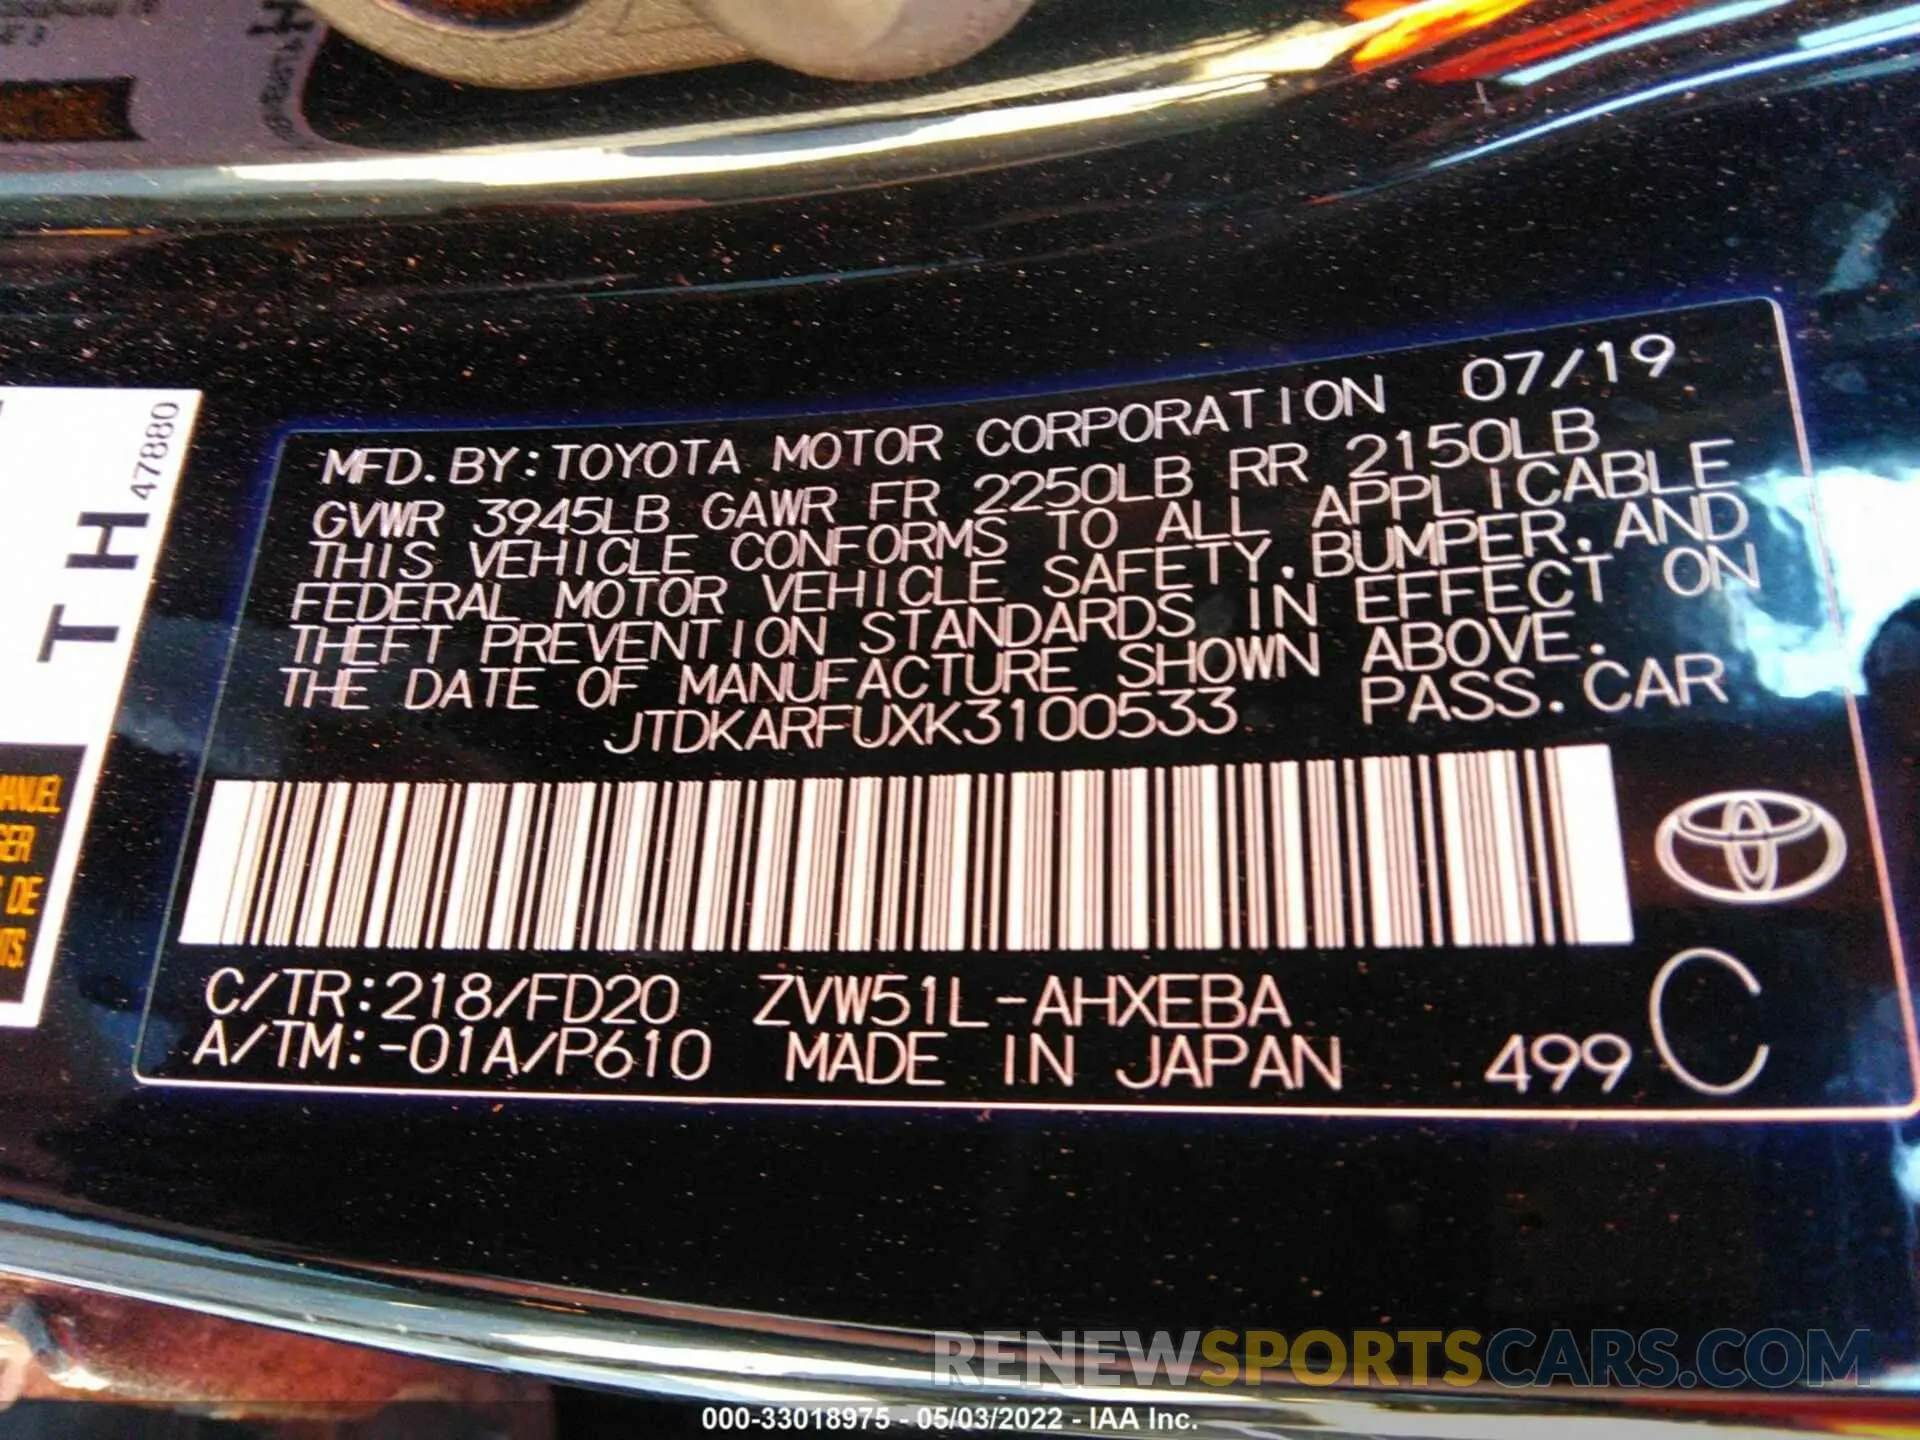 47880
T H
MANUEL
DE
MFD. BY: TOYOTA MOTOR CORPORATION 07/19
GVWR 3945LB GAWR FR 2250LB RR 2150LB
THIS VEHICLE CONFORMS TO ALL APPLICABLE
FEDERAL MOTOR VEHICLE SAFETY, BUMPER, AND
THEFT PREVENTION STANDARDS IN EFFECT ON
THE DATE OF MANUFACTURE SHOWN ABOVE.
JTDKARFUXK3100533 PASS. CAR
C/TR:218/FD20 ZVW51L-AHXEBA
A/TM:-01A/P610 MADE IN JAPAN 499 C
RENEWSPORTSCARS.COM
000-33018975 - 05/03/2022 - IAA Inc.